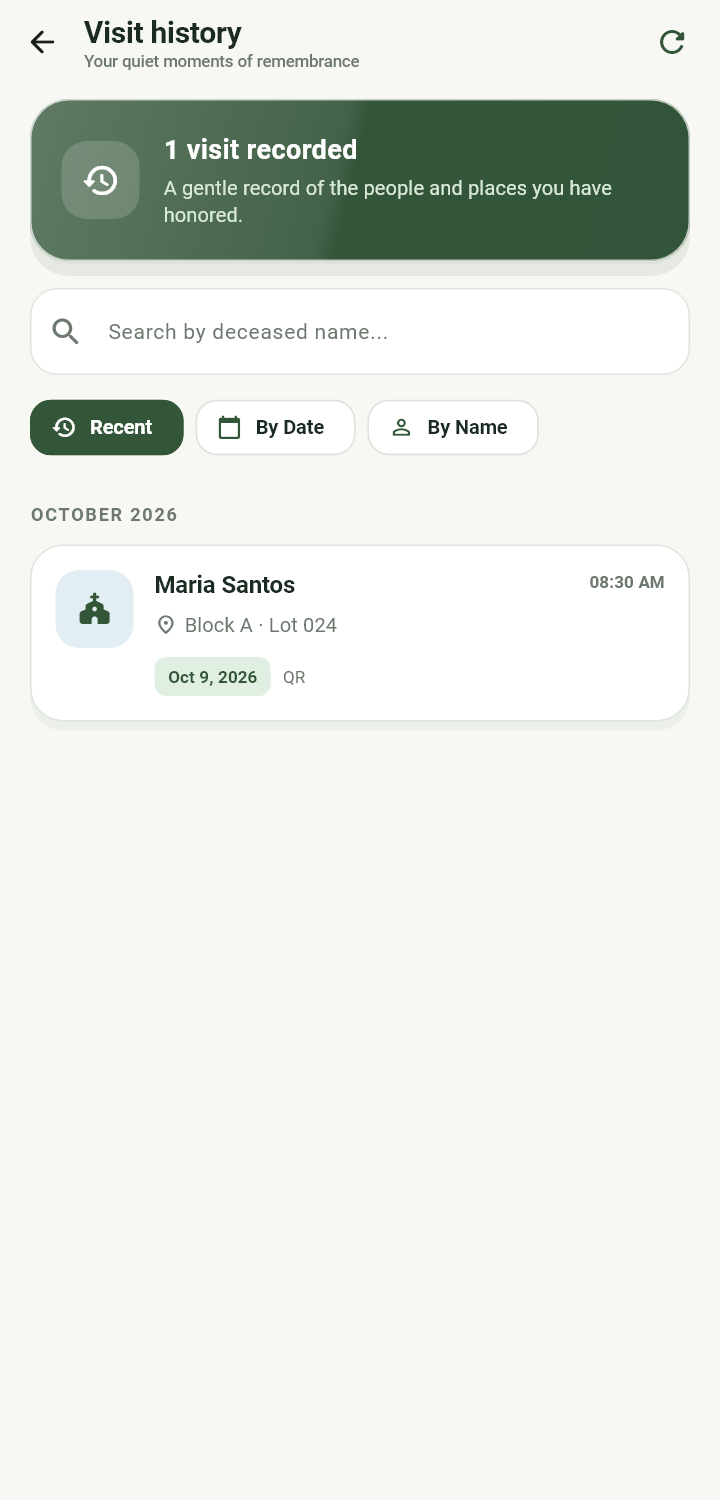 Visit history
Your quiet moments of remembrance
1 visit recorded
A gentle record of the people and places you have
honored.
Search by deceased name...
Recent
By Date
By Name
OCTOBER 2026
Maria Santos
08:30 AM
Block A · Lot 024
Oct 9, 2026
QR